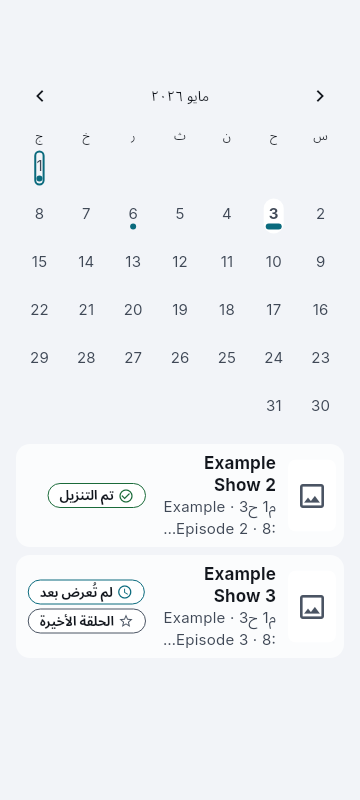 مايو ٢٠٢٦
س ح ن ث ر خ ج
1
2 3 4 5 6 7 8
9 10 11 12 13 14 15
16 17 18 19 20 21 22
23 24 25 26 27 28 29
30 31
Example
Show 2
م1 ح3 · Example
Episode 2 · 8:...
تم التنزيل
Example
Show 3
م1 ح3 · Example
Episode 3 · 8:...
لم تُعرض بعد
الحلقة الأخيرة